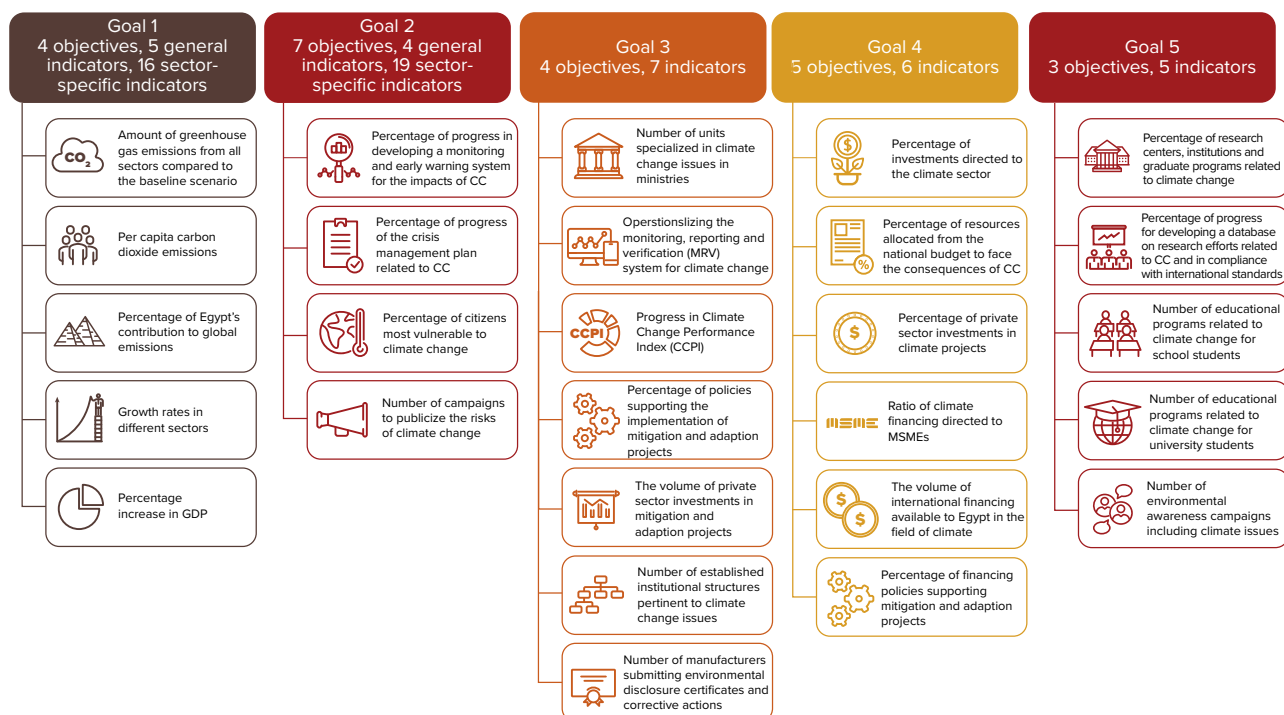 Goal 1
4 objectives, 5 general
indicators, 16 sector-
specific indicators
CO2
Amount of greenhouse
gas emissions from all
sectors compared to
the baseline scenario
Per capita carbon
dioxide emissions
Percentage of Egypt's
contribution to global
emissions
Growth rates in
different sectors
Percentage
increase in GDP
Goal 2
7 objectives, 4 general
indicators, 19 sector-
specific indicators
Percentage of progress in
developing a monitoring
and early warning system
for the impacts of CC
Percentage of progress
of the crisis
management plan
related to CC
Percentage of citizens
most vulnerable to
climate change
Number of campaigns
to publicize the risks
of climate change
Goal 3
4 objectives, 7 indicators
Number of units
specialized in climate
change issues in
ministries
Operstionslizing the
monitoring, reporting and
verification (MRV)
system for climate change
CCPI
Progress in Climate
Change Performance
Index (CCPI)
Percentage of policies
supporting the
implementation of
mitigation and adaption
projects
The volume of private
sector investments in
mitigation and
adaption projects
Number of established
institutional structures
pertinent to climate
change issues
Number of manufacturers
submitting environmental
disclosure certificates and
corrective actions
Goal 4
5 objectives, 6 indicators
$
Percentage of
investments directed to
the climate sector
%
Percentage of resources
allocated from the
national budget to face
the consequences of CC
$
Percentage of private
sector investments in
climate projects
msme
Ratio of climate
financing directed to
MSMEs
$
$
The volume of
international financing
available to Egypt in the
field of climate
Percentage of financing
policies supporting
mitigation and adaption
projects
Goal 5
3 objectives, 5 indicators
Percentage of research
centers, institutions and
graduate programs related
to climate change
Percentage of progress
for developing a database
on research efforts related
to CC and in compliance
with international standards
Number of educational
programs related to
climate change for
school students
Number of educational
programs related to
climate change for
university students
Number of
environmental
awareness campaigns
including climate issues